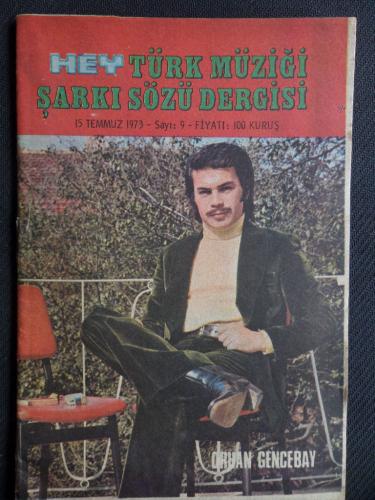 HEY TÜRK MÜZİĞİ
ŞARKI SÖZÜ DERGİSİ
15 TEMMUZ 1973 - Sayı: 9 - FİYATI: 100 KURUŞ
ORHAN GENCEBAY